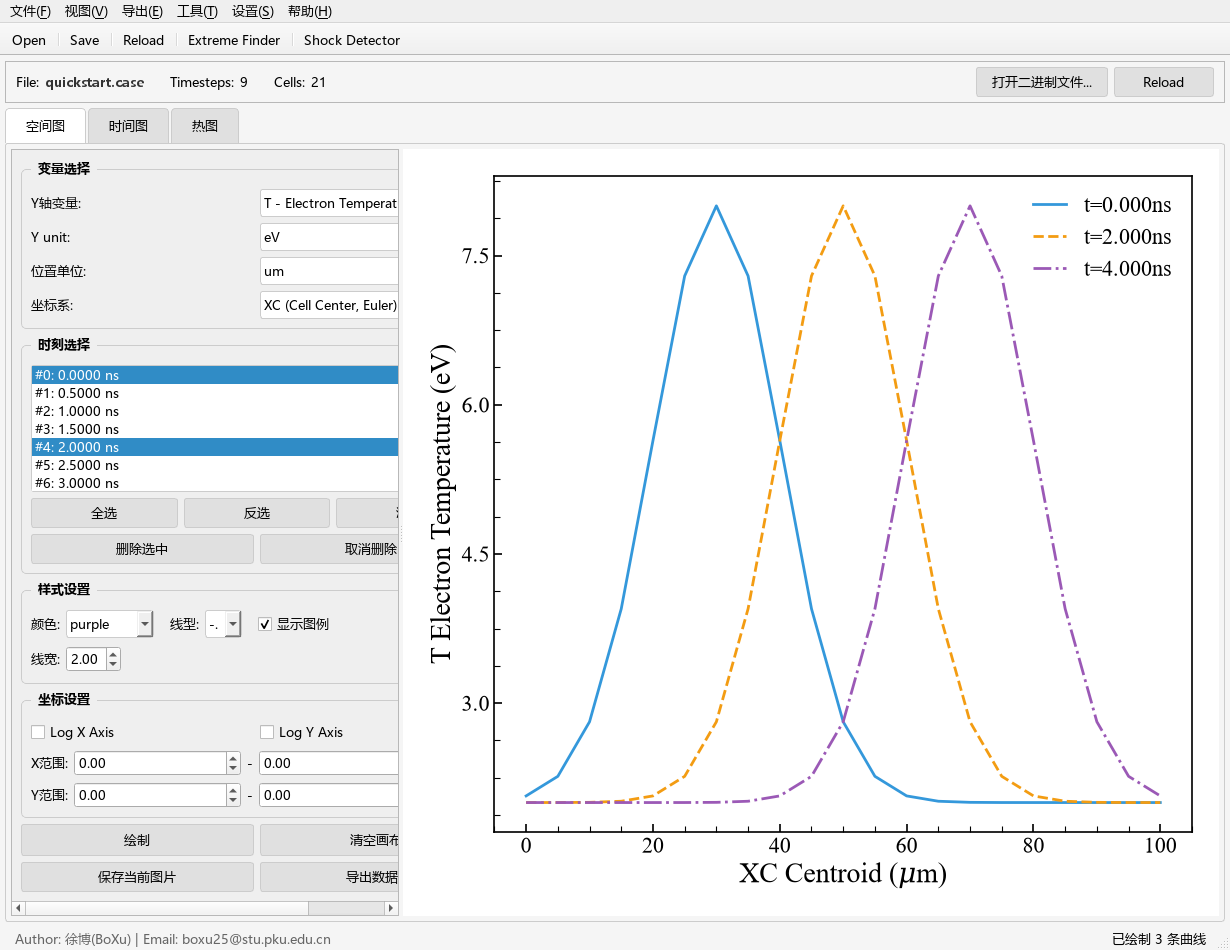 文件(F) 视图(V) 导出(E) 工具(T) 设置(S) 帮助(H)
Open Save Reload Extreme Finder Shock Detector
File: quickstart.case Timesteps: 9 Cells: 21 打开二进制文件... Reload
空间图 时间图 热图
变量选择
Y轴变量: T - Electron Temperat
Y unit: eV
位置单位: um
坐标系: XC (Cell Center, Euler)
时刻选择
#0: 0.0000 ns
#1: 0.5000 ns
#2: 1.0000 ns
#3: 1.5000 ns
#4: 2.0000 ns
#5: 2.5000 ns
#6: 3.0000 ns
全选 反选
删除选中 取消删除
样式设置
颜色: purple 线型: -. 显示图例
线宽: 2.00
坐标设置
Log X Axis Log Y Axis
X范围: 0.00 - 0.00
Y范围: 0.00 - 0.00
绘制 清空画布
保存当前图片 导出数据
t=0.000ns
t=2.000ns
t=4.000ns
7.5
6.0
4.5
3.0
T Electron Temperature (eV)
0 20 40 60 80 100
XC Centroid (μm)
Author: 徐博(BoXu) | Email: boxu25@stu.pku.edu.cn 已绘制 3 条曲线